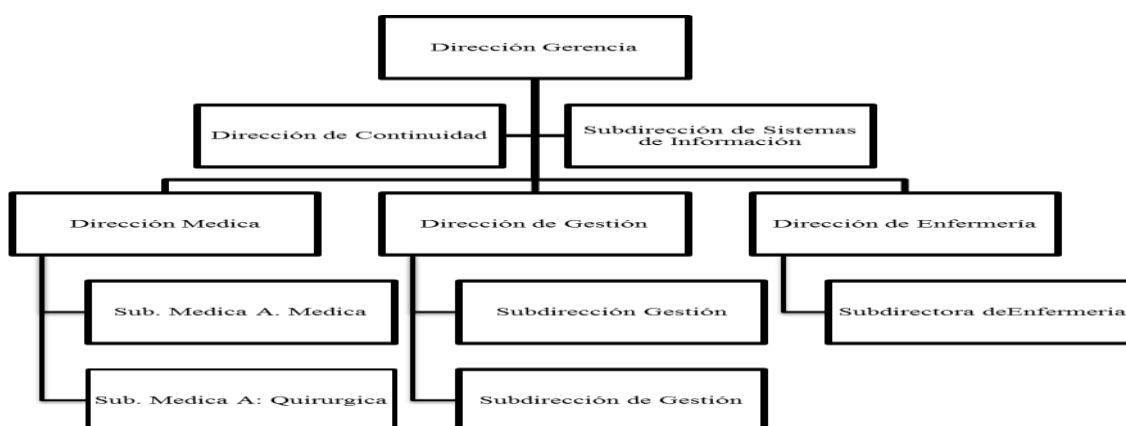 Dirección Gerencia
Dirección de Continuidad
Subdirección de Sistemas
de Información
Dirección Medica
Dirección de Gestión
Dirección de Enfermería
Sub. Medica A. Medica
Subdirección Gestión
Subdirectora deEnfermeria
Sub. Medica A: Quirurgica
Subdirección de Gestión